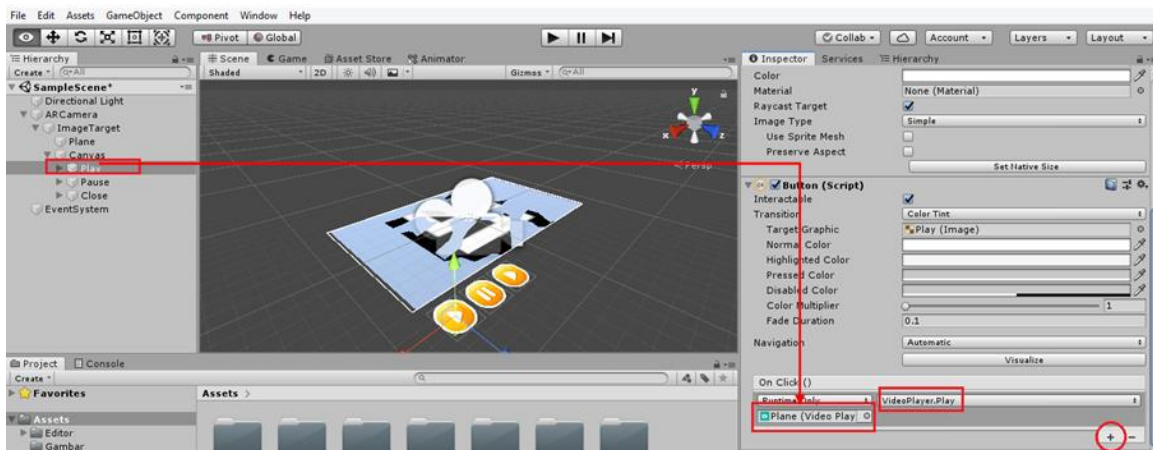 File Edit Assets GameObject Component Window Help
Pivot Global Collab Account Layers Layout
Hierarchy
Create All
SampleScene*
Directional Light
ARCamera
ImageTarget
Plane
Canvas
Play
Pause
Close
EventSystem
Scene Game Asset Store Animator
Shaded 2D Gizmos All
y
x z
Persp
Project Console
Create
Favorites
Assets
Editor
Gambar
Assets
Inspector Services Hierarchy
Color
Material None (Material)
Raycast Target
Image Type Simple
Use Sprite Mesh
Preserve Aspect
Set Native Size
Button (Script)
Interactable
Transition Color Tint
Target Graphic Play (Image)
Normal Color
Highlighted Color
Pressed Color
Disabled Color
Color Multiplier 1
Fade Duration 0.1
Navigation Automatic
Visualize
On Click ()
Runtime Only VideoPlayer.Play
Plane (Video Play
+ −